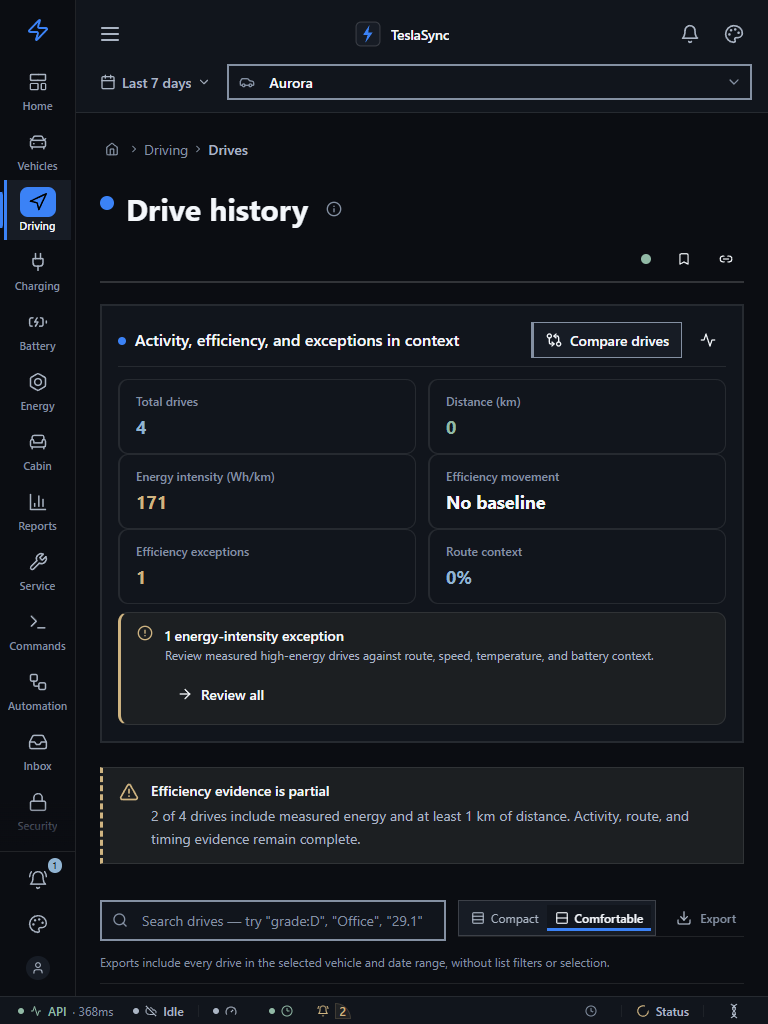 TeslaSync
Last 7 days
Aurora
Home
Vehicles
Driving
Charging
Battery
Energy
Cabin
Reports
Service
Commands
Automation
Inbox
Security
1
Driving
Drives
Drive history
Activity, efficiency, and exceptions in context
Compare drives
Total drives
4
Distance (km)
0
Energy intensity (Wh/km)
171
Efficiency movement
No baseline
Efficiency exceptions
1
Route context
0%
1 energy-intensity exception
Review measured high-energy drives against route, speed, temperature, and battery context.
Review all
Efficiency evidence is partial
2 of 4 drives include measured energy and at least 1 km of distance. Activity, route, and
timing evidence remain complete.
Search drives — try "grade:D", "Office", "29.1"
Compact
Comfortable
Export
Exports include every drive in the selected vehicle and date range, without list filters or selection.
API · 368ms
Idle
2
Status